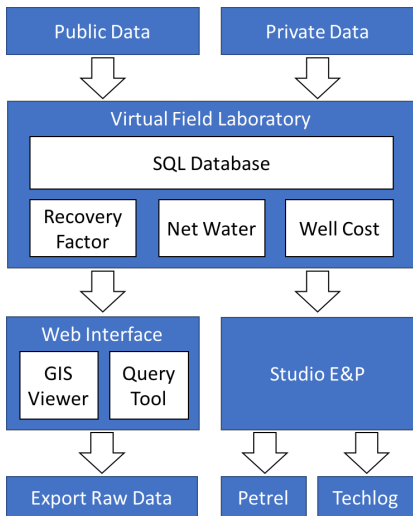 Public Data
Private Data
Virtual Field Laboratory
SQL Database
Recovery
Factor
Net Water
Well Cost
Web Interface
GIS
Viewer
Query
Tool
Studio E&P
Export Raw Data
Petrel
Techlog